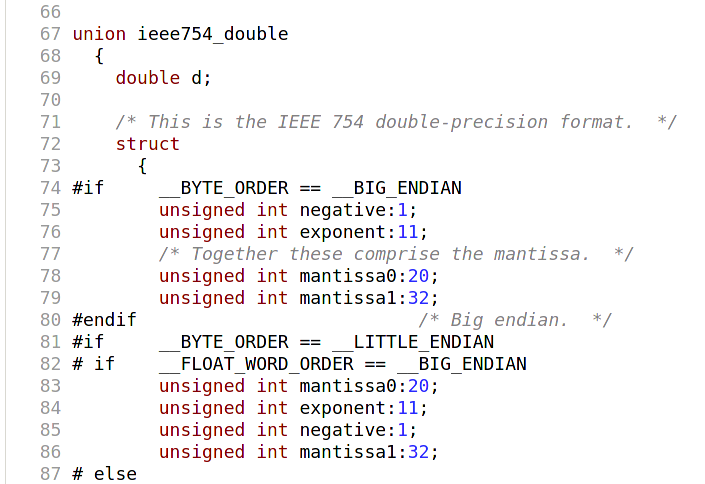 66
67 union ieee754_double
68   {
69     double d;
70
71     /* This is the IEEE 754 double-precision format.  */
72     struct
73       {
74 #if     __BYTE_ORDER == __BIG_ENDIAN
75         unsigned int negative:1;
76         unsigned int exponent:11;
77         /* Together these comprise the mantissa.  */
78         unsigned int mantissa0:20;
79         unsigned int mantissa1:32;
80 #endif                          /* Big endian.  */
81 #if     __BYTE_ORDER == __LITTLE_ENDIAN
82 # if    __FLOAT_WORD_ORDER == __BIG_ENDIAN
83         unsigned int mantissa0:20;
84         unsigned int exponent:11;
85         unsigned int negative:1;
86         unsigned int mantissa1:32;
87 # else